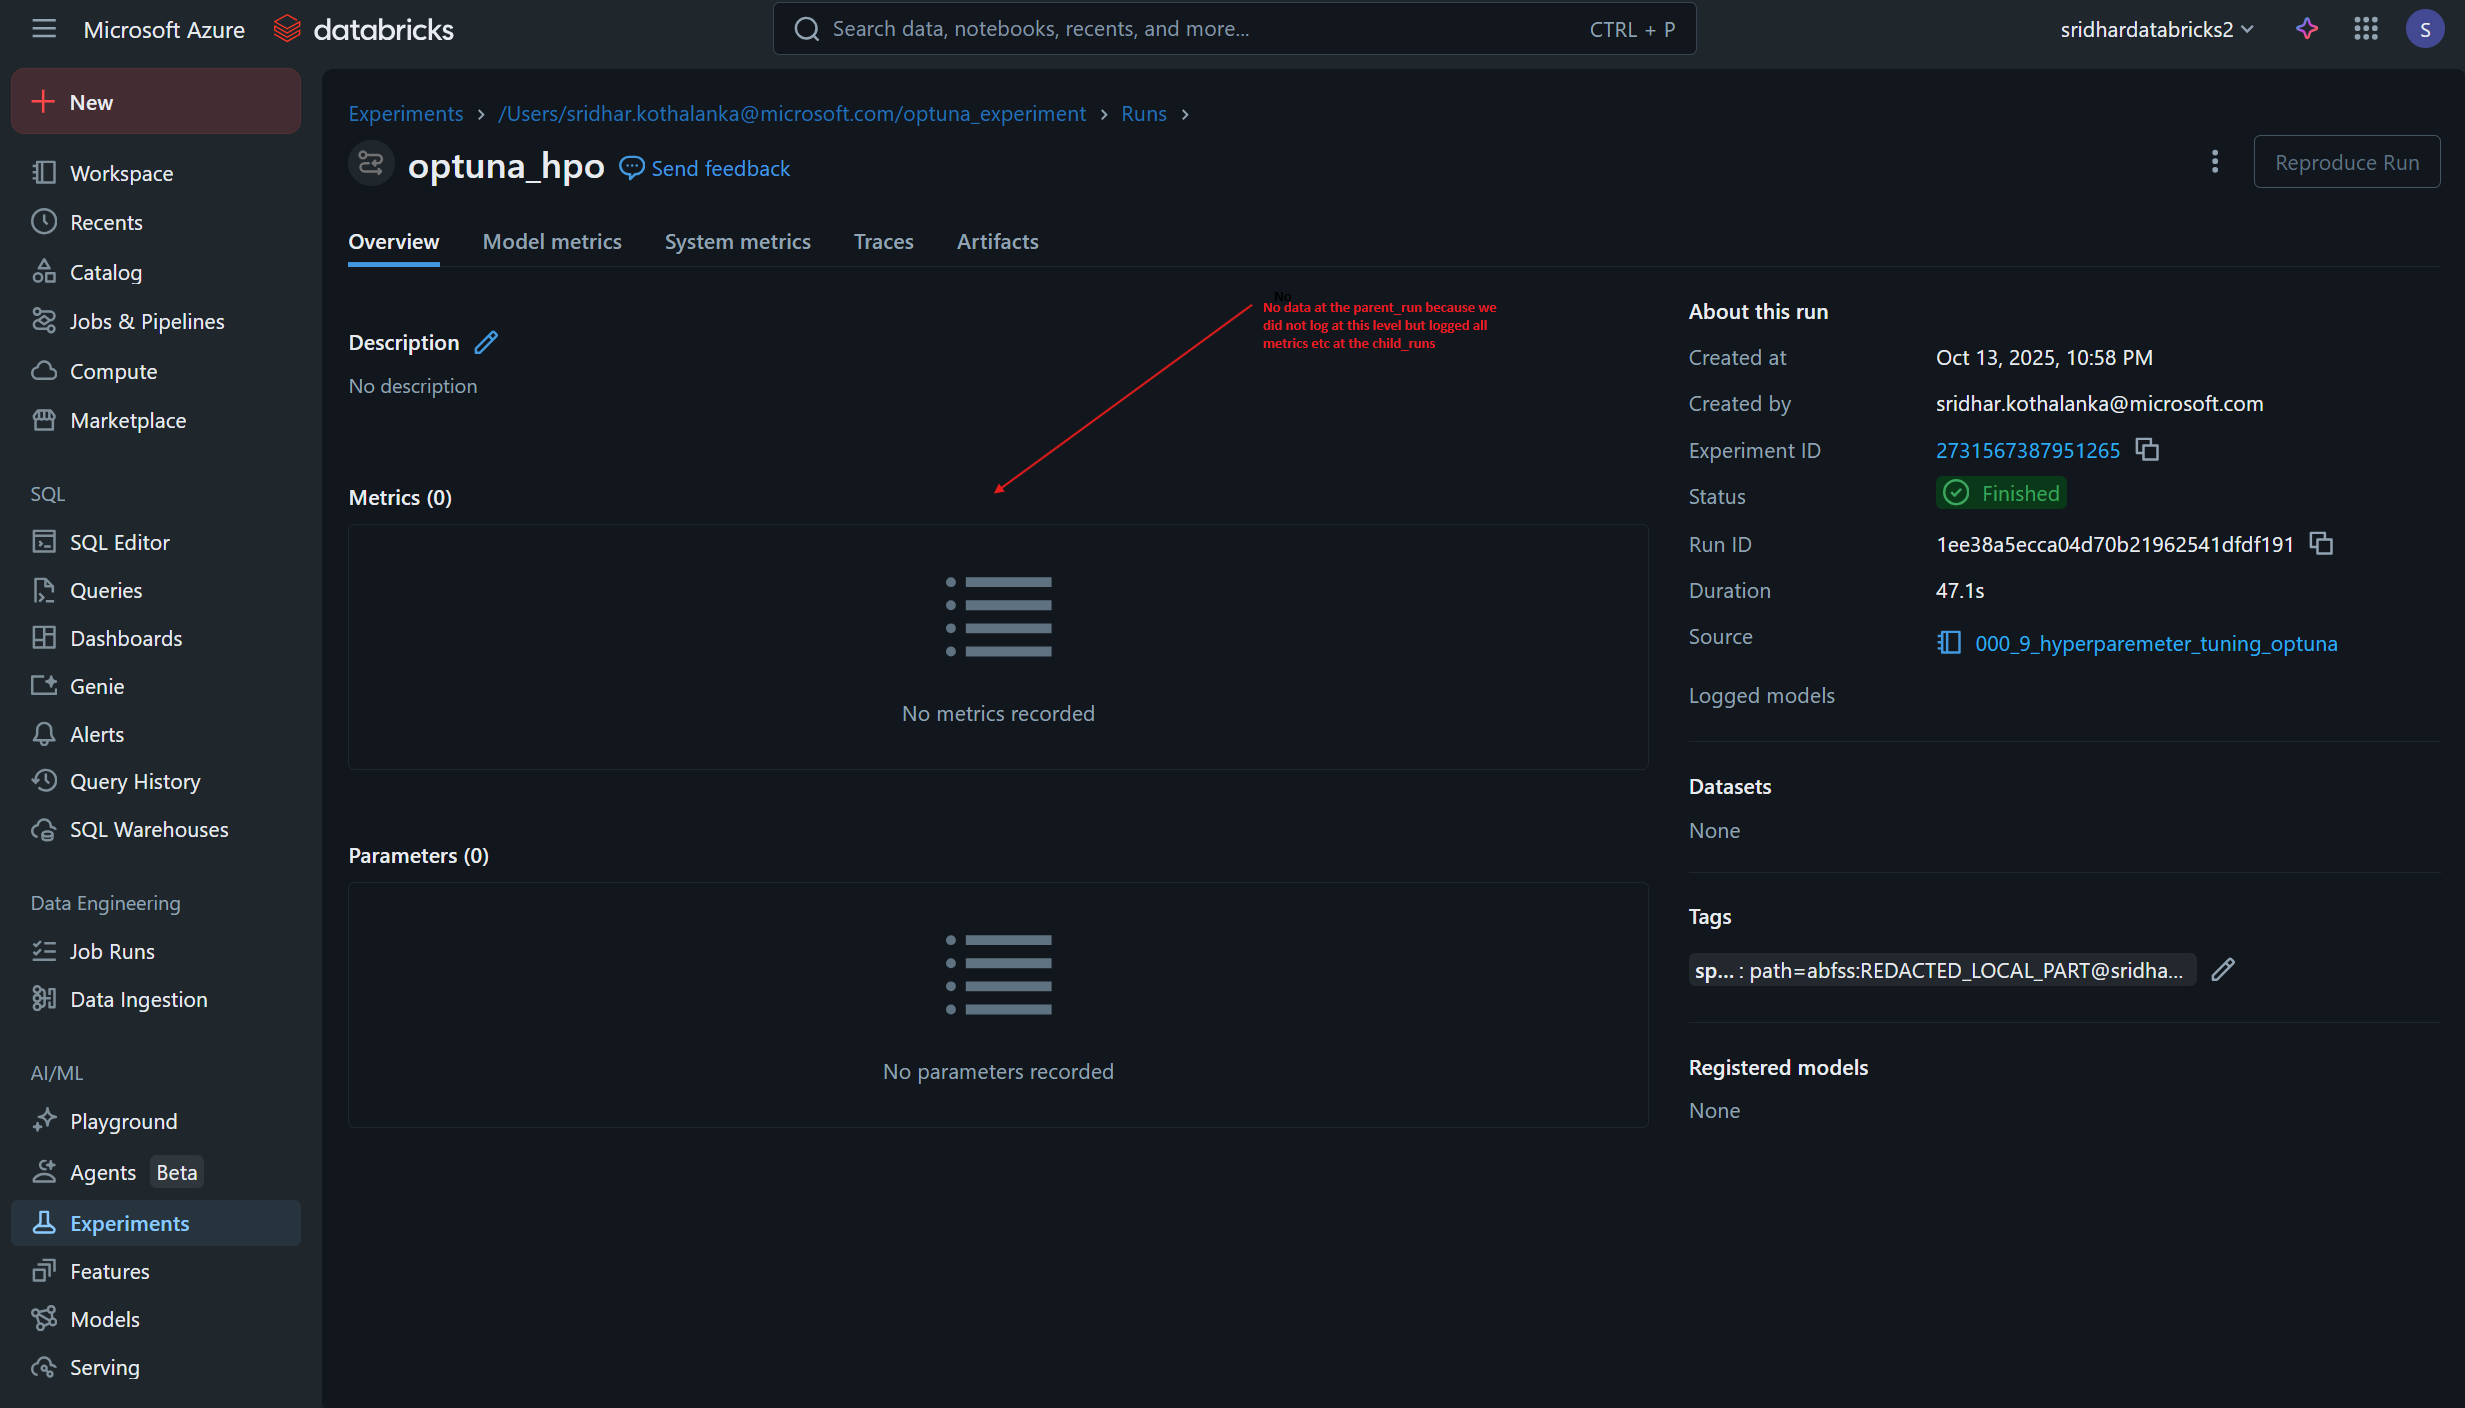 Microsoft Azure databricks
Search data, notebooks, recents, and more... CTRL + P
sridhardatabricks2
S
New
Workspace
Recents
Catalog
Jobs & Pipelines
Compute
Marketplace
SQL
SQL Editor
Queries
Dashboards
Genie
Alerts
Query History
SQL Warehouses
Data Engineering
Job Runs
Data Ingestion
AI/ML
Playground
Agents Beta
Experiments
Features
Models
Serving
Experiments > /Users/sridhar.kothalanka@microsoft.com/optuna_experiment > Runs >
optuna_hpo Send feedback
Reproduce Run
Overview Model metrics System metrics Traces Artifacts
No
No data at the parent_run because we
did not log at this level but logged all
metrics etc at the child_runs
Description
No description
Metrics (0)
No metrics recorded
Parameters (0)
No parameters recorded
About this run
Created at Oct 13, 2025, 10:58 PM
Created by sridhar.kothalanka@microsoft.com
Experiment ID 2731567387951265
Status Finished
Run ID 1ee38a5ecca04d70b21962541dfdf191
Duration 47.1s
Source 000_9_hyperparemeter_tuning_optuna
Logged models
Datasets
None
Tags
sp... : path=abfss:REDACTED_LOCAL_PART@sridha...
Registered models
None